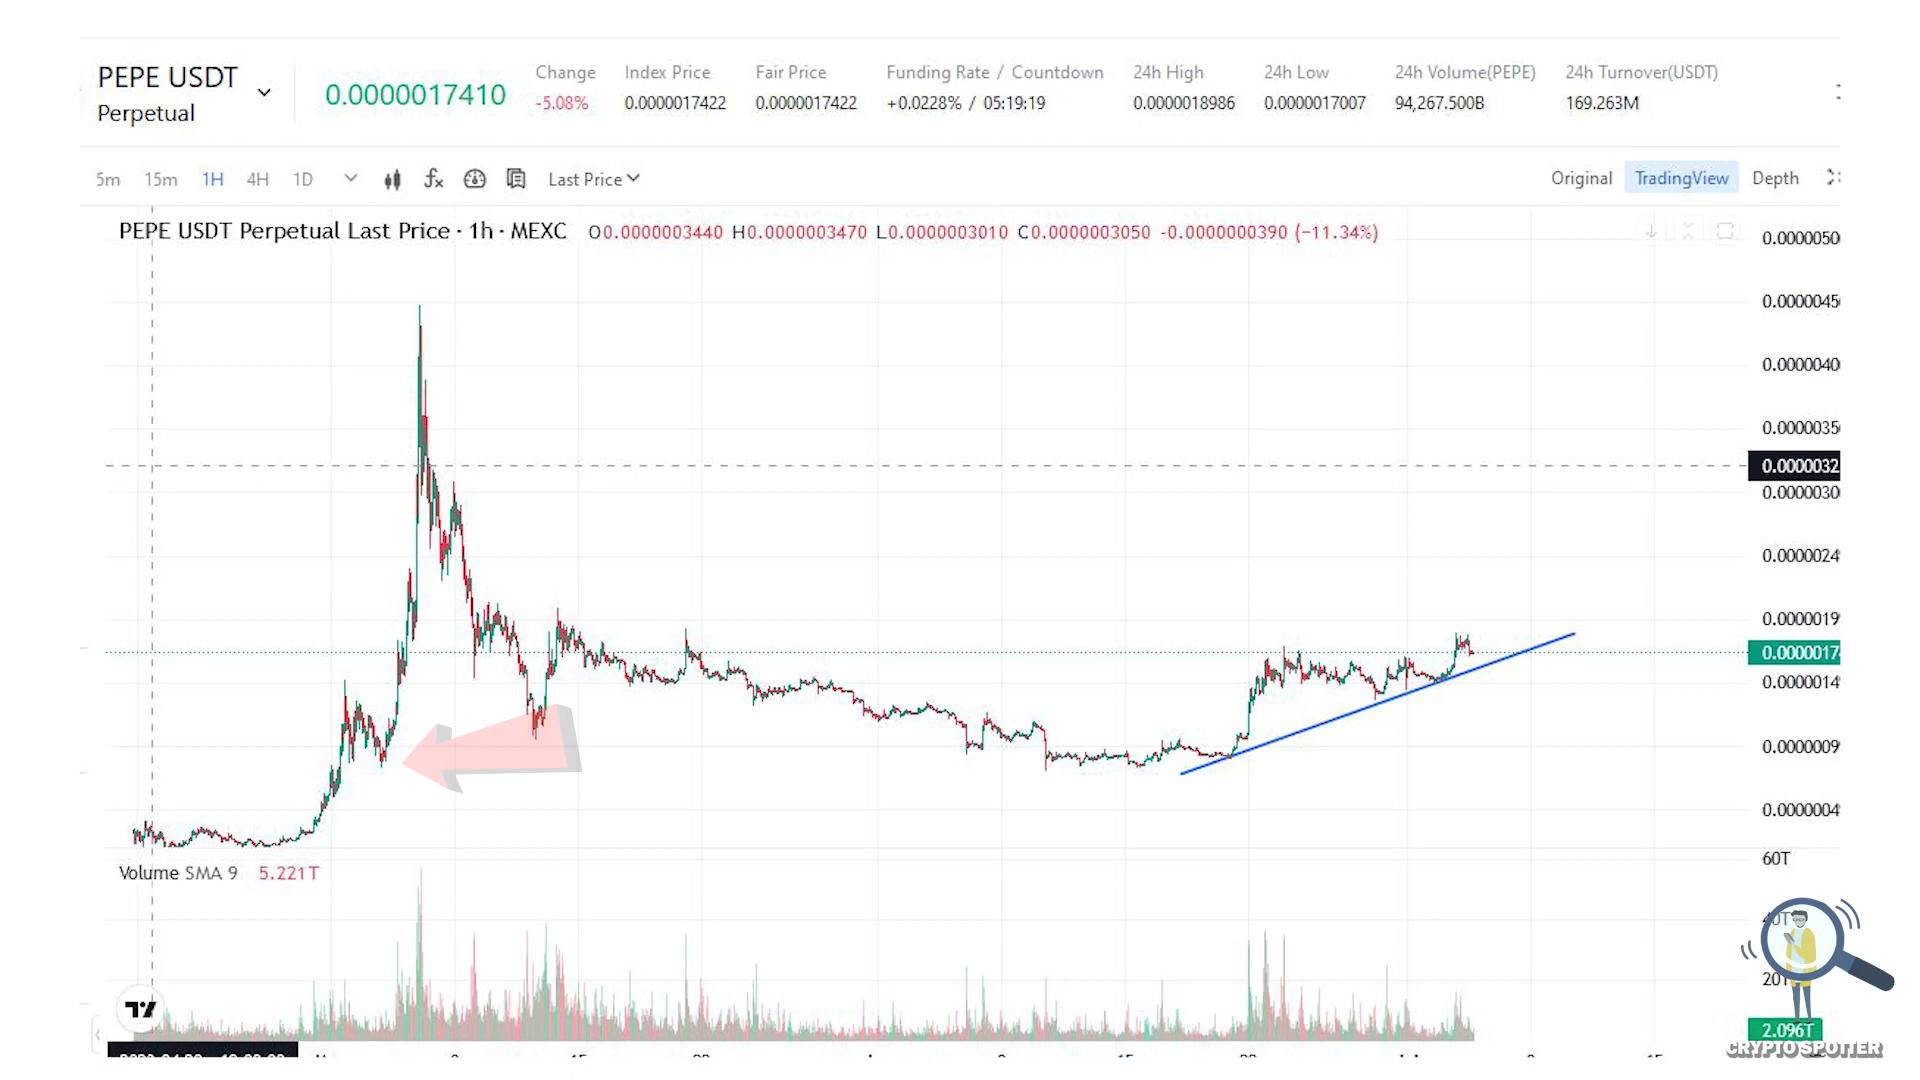 PEPE USDT
Perpetual
0.0000017410
Change Index Price Fair Price Funding Rate / Countdown 24h High 24h Low 24h Volume(PEPE) 24h Turnover(USDT)
-5.08% 0.0000017422 0.0000017422 +0.0228% / 05:19:19 0.0000018986 0.0000017007 94,267.500B 169.263M
5m 15m 1H 4H 1D Last Price Original TradingView Depth
PEPE USDT Perpetual Last Price · 1h · MEXC O0.0000003440 H0.0000003470 L0.0000003010 C0.0000003050 -0.0000000390 (−11.34%)
0.0000050
0.0000045
0.0000040
0.0000035
0.0000032
0.0000030
0.0000024
0.0000019
0.0000017
0.0000014
0.0000009
0.0000004
Volume SMA 9 5.221T
60T
40T
20T
2.096T
CRYPTO SPOTTER